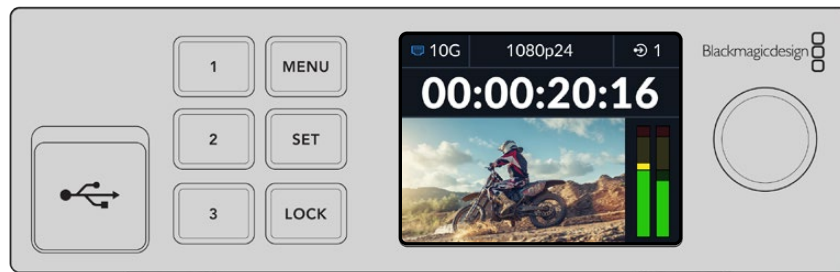 1
MENU
2
SET
3
LOCK
10G
1080p24
1
00:00:20:16
Blackmagicdesign